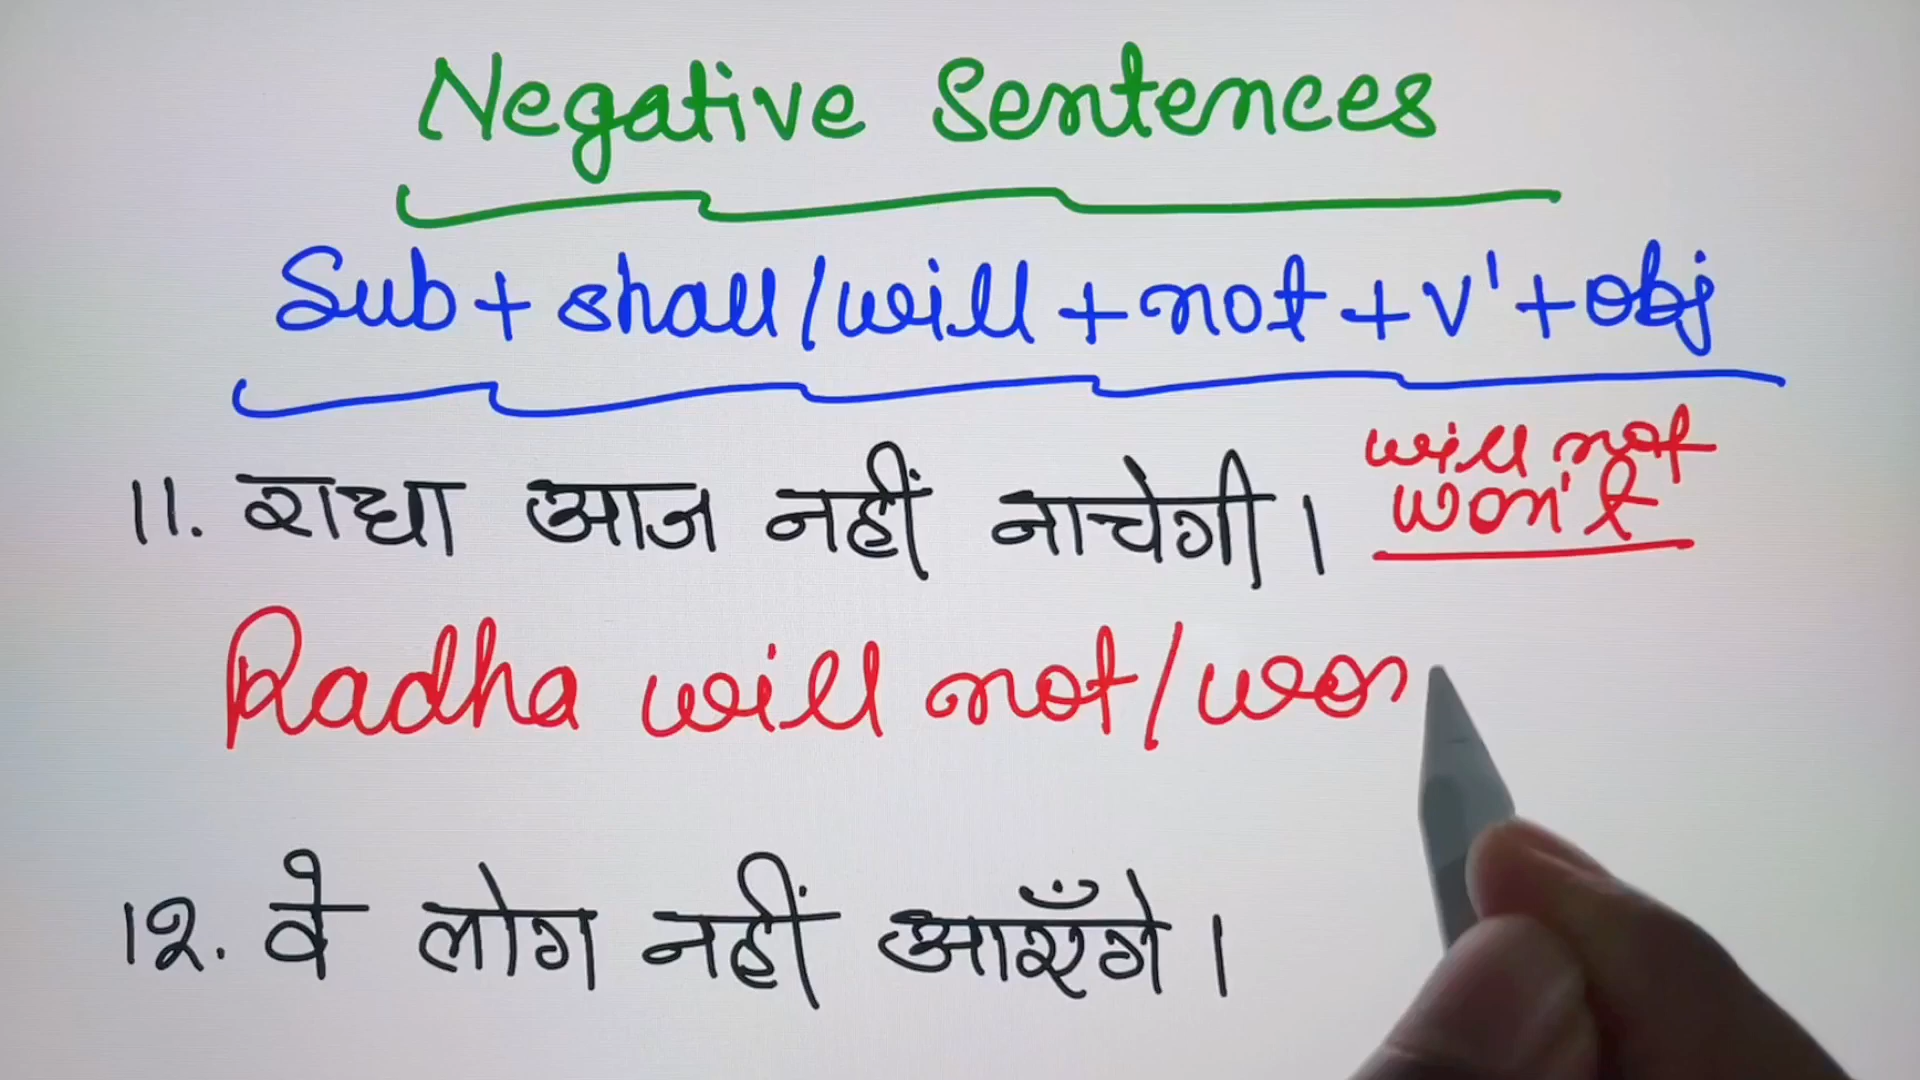 Negative Sentences
Sub + shall/will + not + V¹ + obj
11. राधा आज नहीं नाचेगी।
will not
won't
Radha will not/won
12. वे लोग नहीं आएँगे।